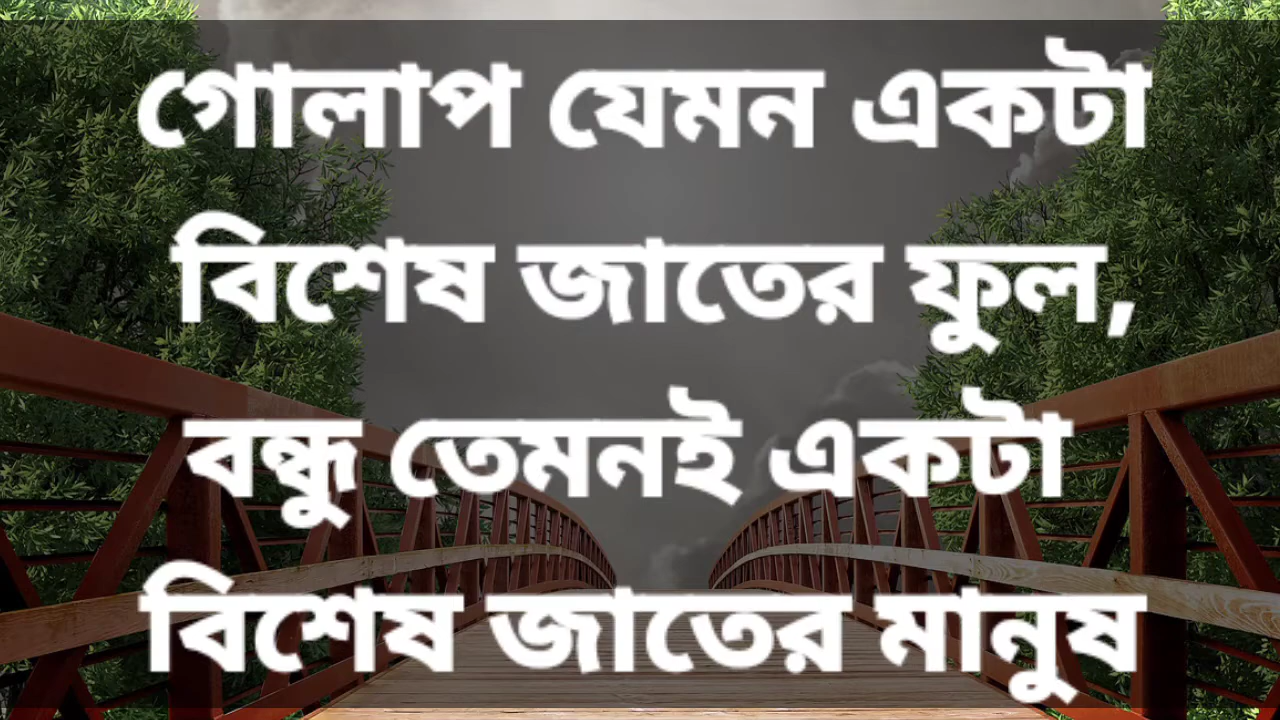 গোলাপ যেমন একটা
বিশেষ জাতের ফুল,
বন্ধু তেমনই একটা
বিশেষ জাতের মানুষ